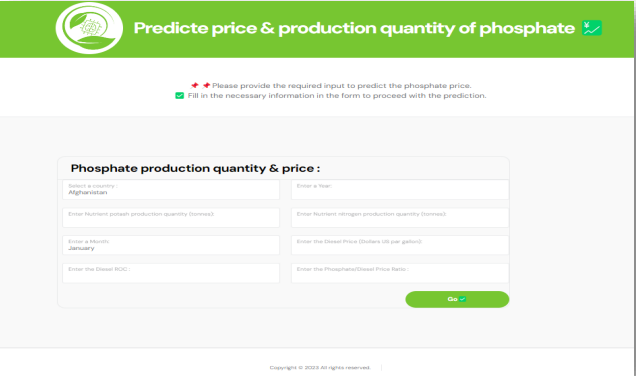 Predicte price & production quantity of phosphate
Please provide the required input to predict the phosphate price.
Fill in the necessary information in the form to proceed with the prediction.
Phosphate production quantity & price :
Select a country :
Afghanistan
Enter a Year:
Enter Nutrient potash production quantity (tonnes):
Enter Nutrient nitrogen production quantity (tonnes):
Enter a Month:
January
Enter the Diesel Price (Dollars US per gallon):
Enter the Diesel ROC :
Enter the Phosphate/Diesel Price Ratio :
Go
Copyright © 2023 All rights reserved.